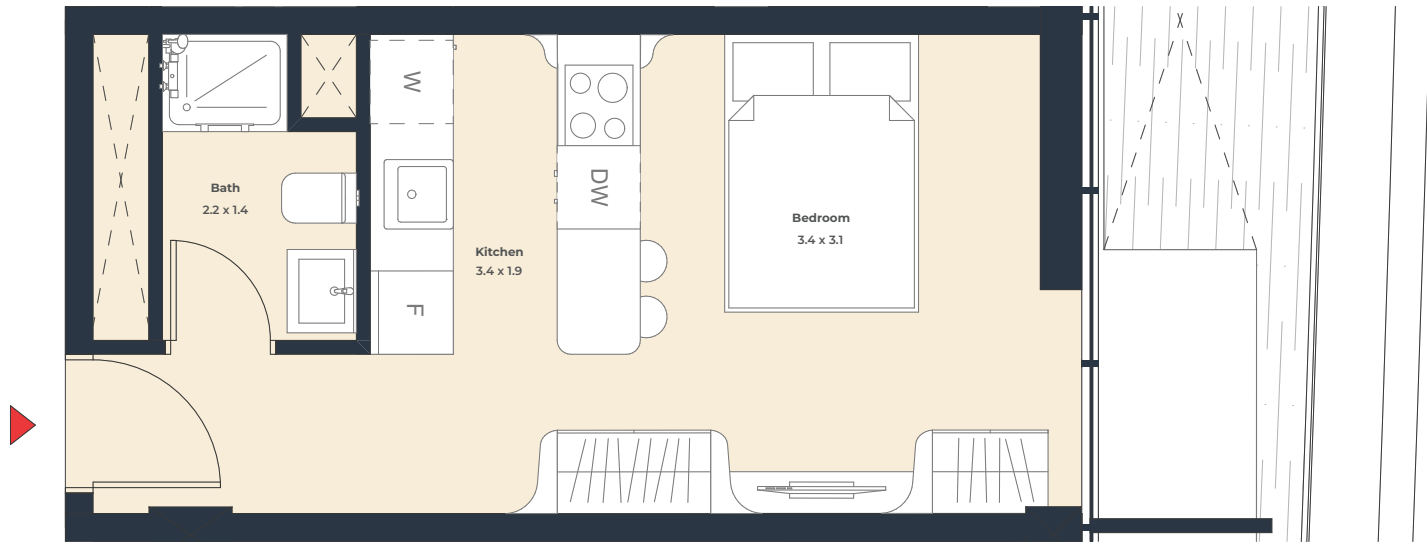 W
DW
Bath
2.2 x 1.4
Bedroom
3.4 x 3.1
Kitchen
3.4 x 1.9
F